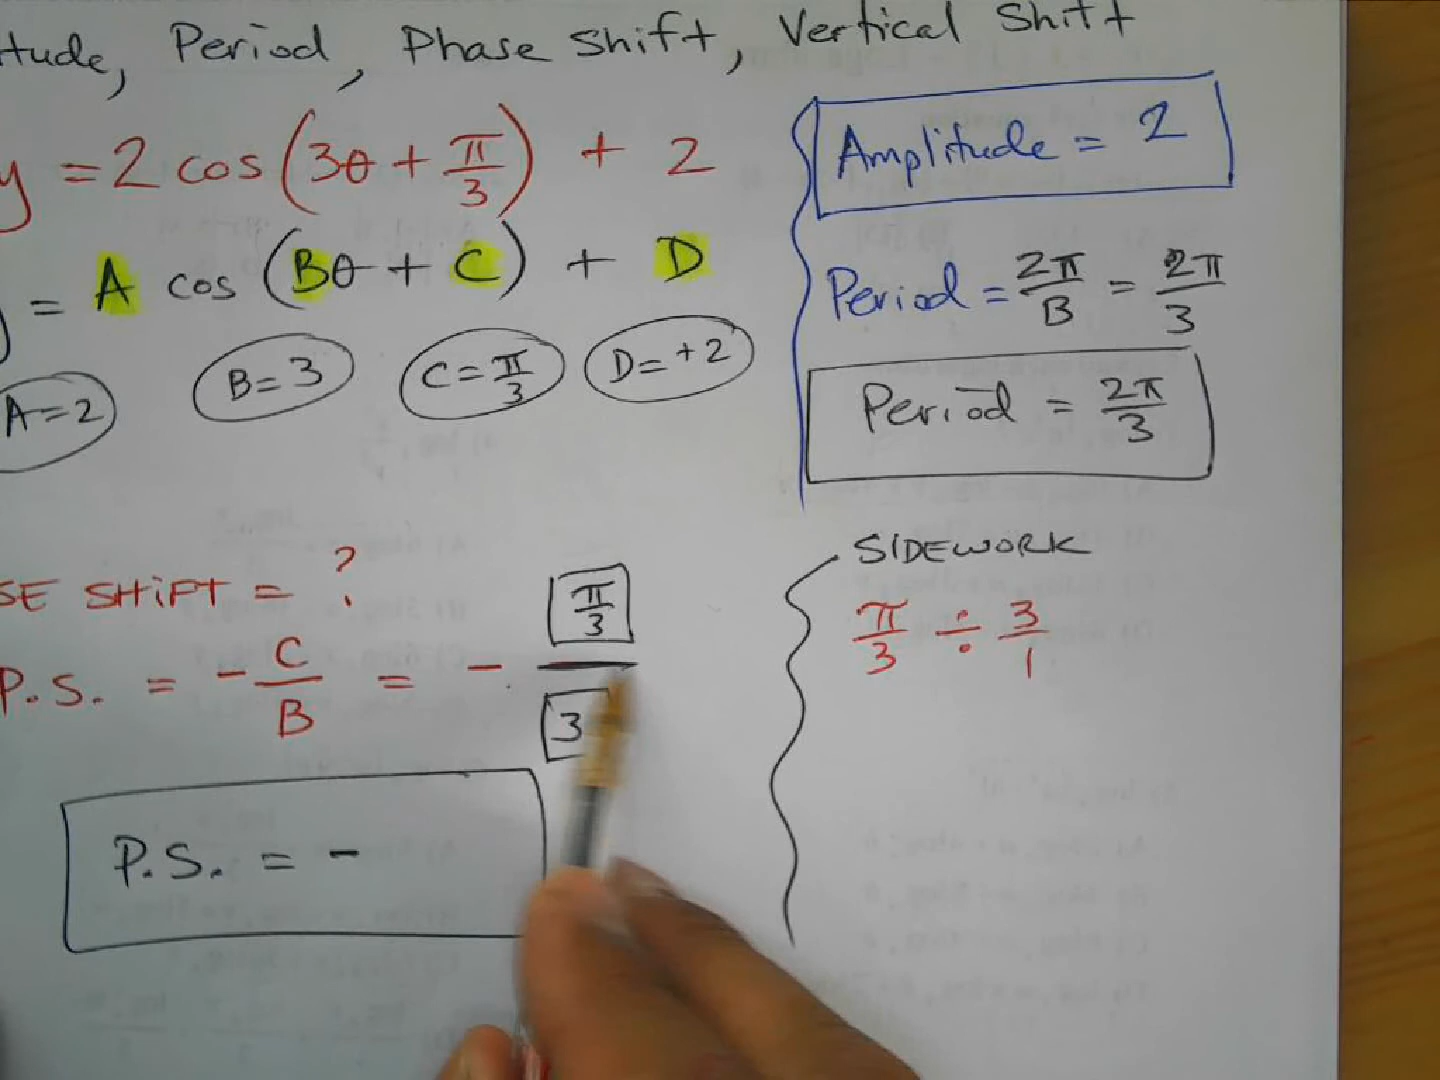 tude, Period, Phase Shift, Vertical Shift
y = 2 cos(3θ + π/3) + 2
= A cos(Bθ + C) + D
A=2 B=3 C=π/3 D=+2
Amplitude = 2
Period = 2π/B = 2π/3
Period = 2π/3
SE SHiFT = ?
P.S. = -C/B = - π/3 / 3
P.S. = -
SIDEWORK
π/3 ÷ 3/1